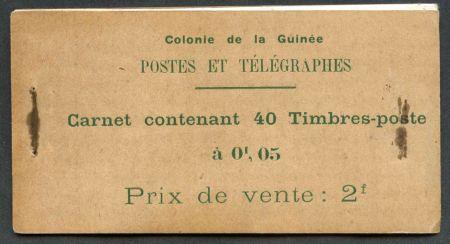 Colonie de la Guinée
POSTES ET TÉLÉGRAPHES
Carnet contenant 40 Timbres-poste
à 0f, 05
Prix de vente : 2f